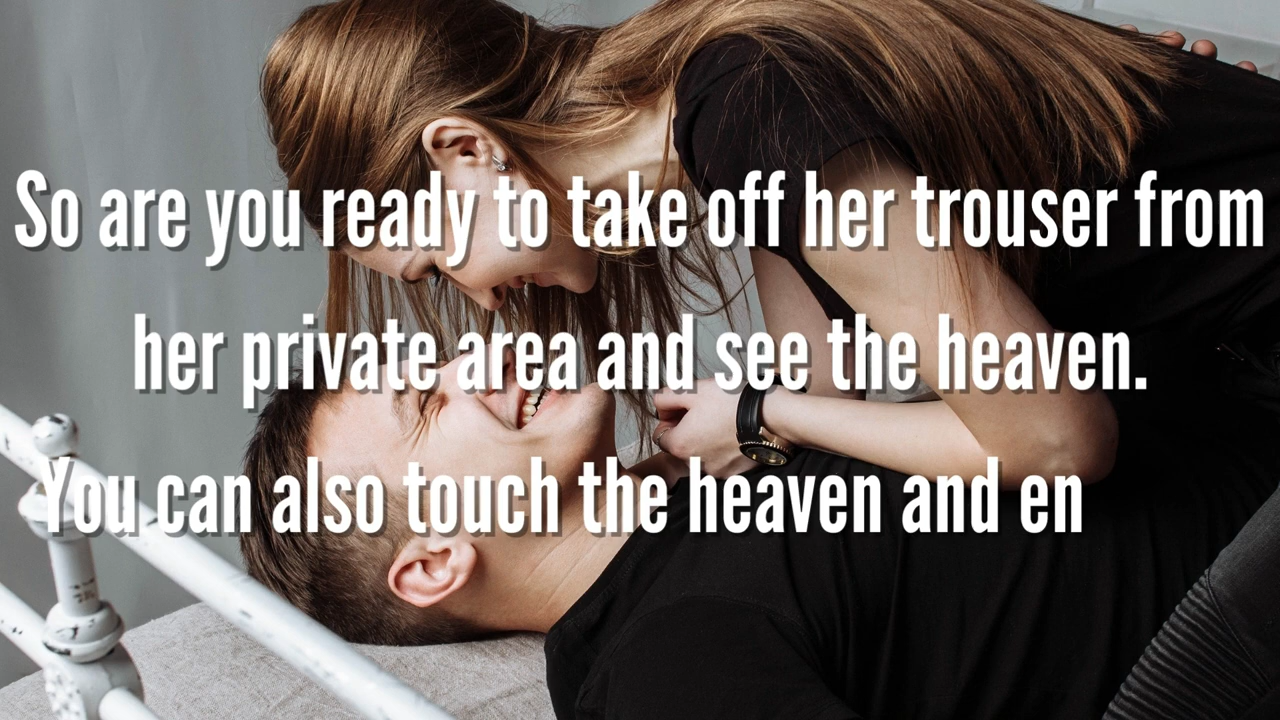 So are you ready to take off her trouser from
her private area and see the heaven.
You can also touch the heaven and en